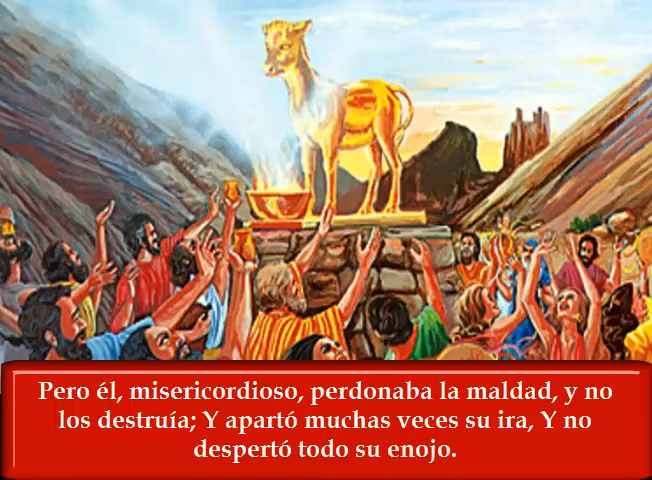 Pero él, misericordioso, perdonaba la maldad, y no
los destruía; Y apartó muchas veces su ira, Y no
despertó todo su enojo.